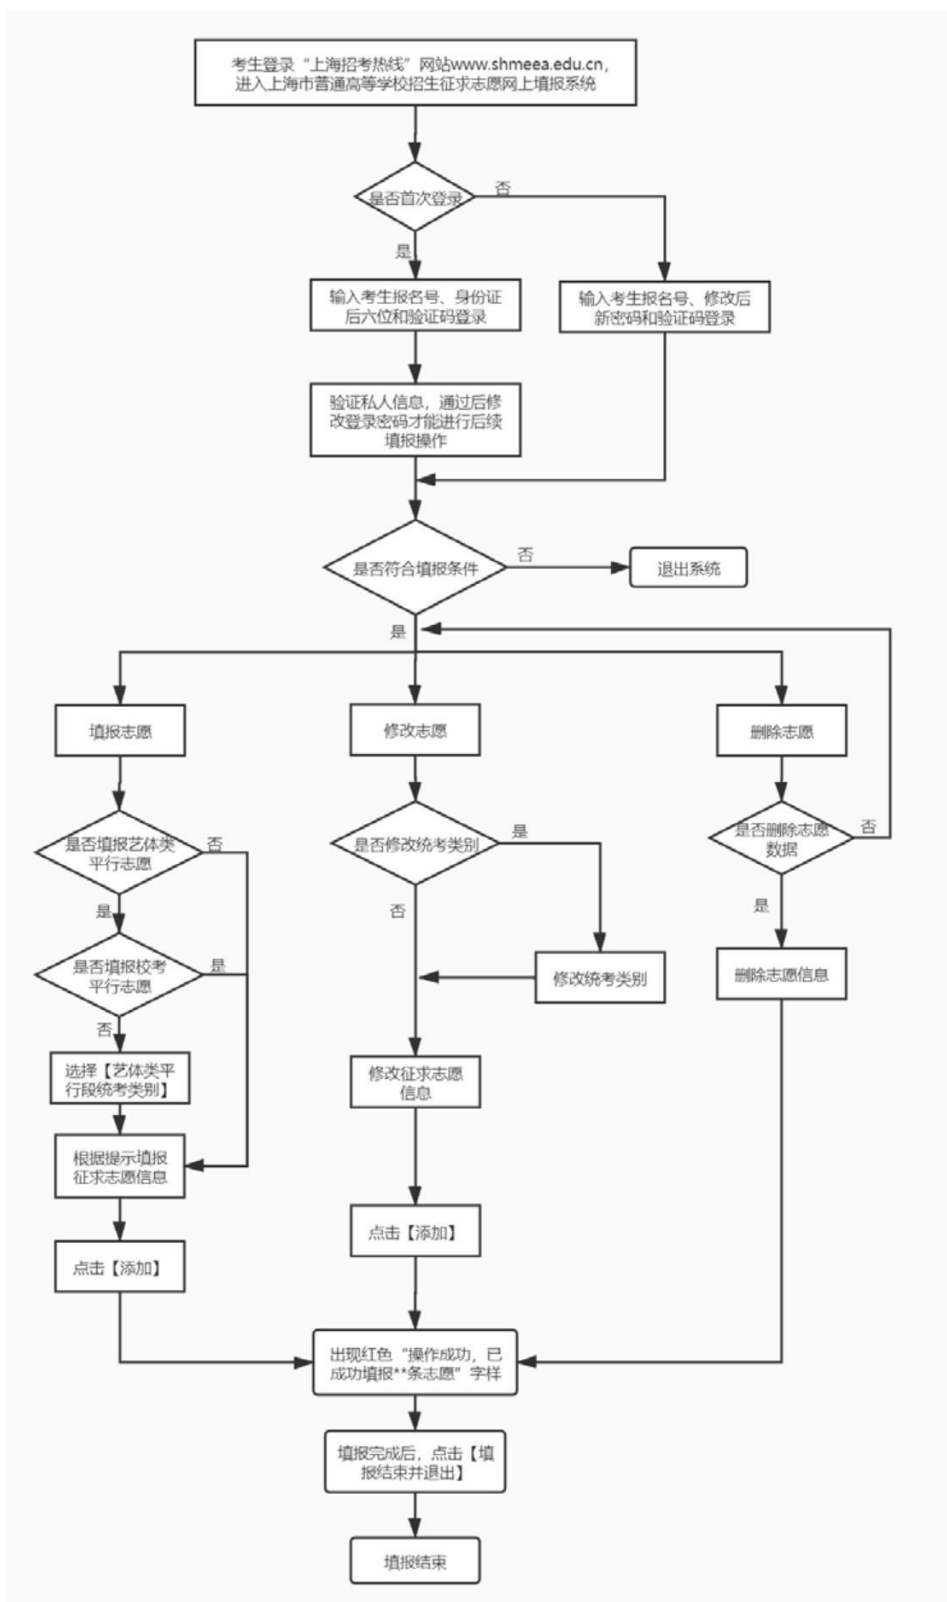 考生登录“上海招考热线”网站www.shmeea.edu.cn，
进入上海市普通高等学校招生征求志愿网上填报系统
是否首次登录
否
是
输入考生报名号、身份证
后六位和验证码登录
输入考生报名号、修改后
新密码和验证码登录
验证私人信息，通过后修
改登录密码才能进行后续
填报操作
是否符合填报条件
否
退出系统
是
填报志愿
修改志愿
删除志愿
是否填报艺体类
平行志愿
否
是否修改统考类别
是
是否删除志愿
数据
否
是
否
是
是否填报校考
平行志愿
是
修改统考类别
删除志愿信息
否
选择【艺体类平
行段统考类别】
修改征求志愿
信息
根据提示填报
征求志愿信息
点击【添加】
点击【添加】
出现红色“操作成功，已
成功填报**条志愿”字样
填报完成后，点击【填
报结束并退出】
填报结束